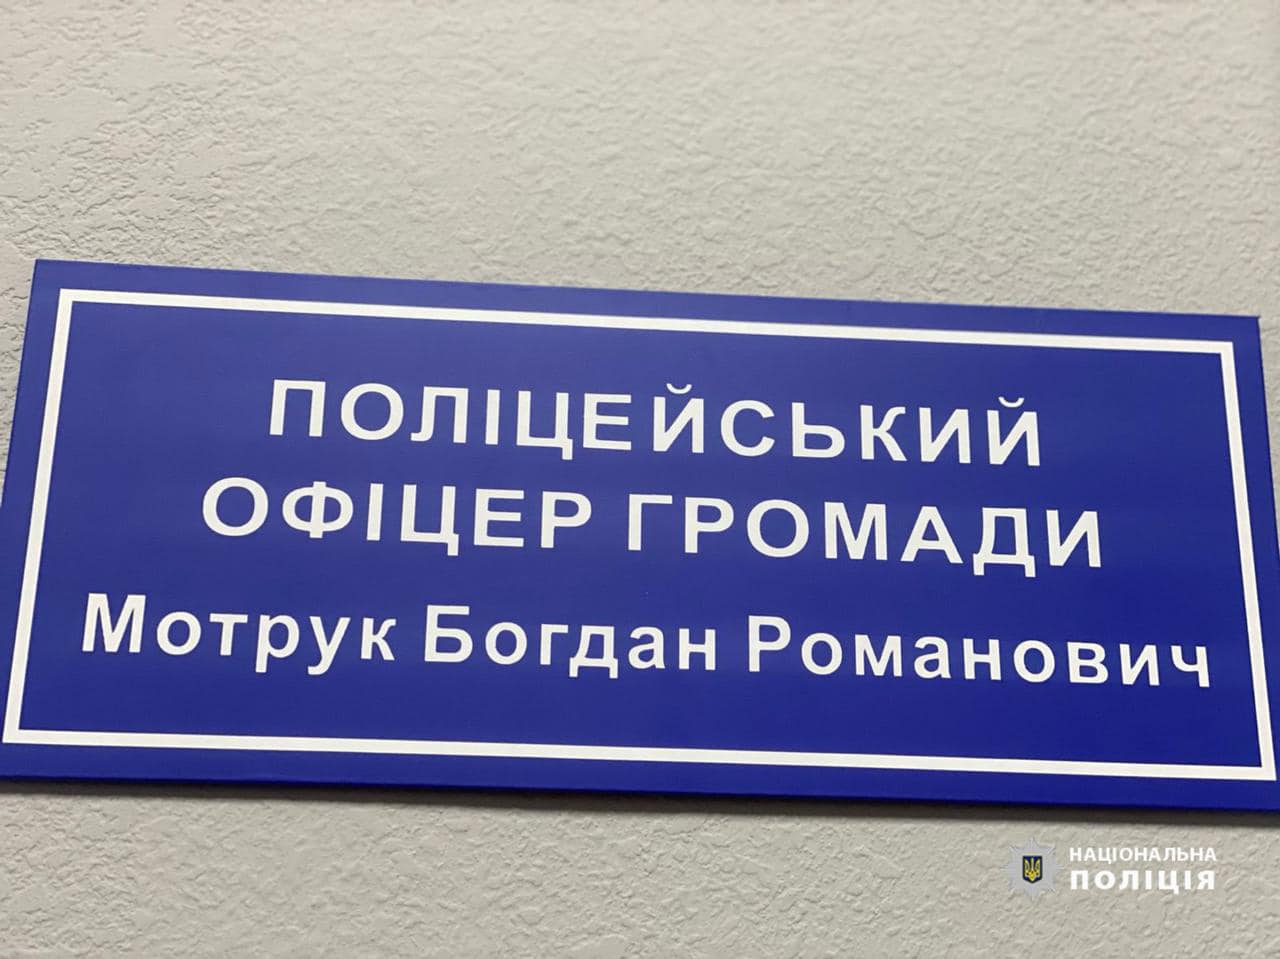 ПОЛІЦЕЙСЬКИЙ
ОФІЦЕР ГРОМАДИ
Мотрук Богдан Романович
НАЦІОНАЛЬНА
ПОЛІЦІЯ